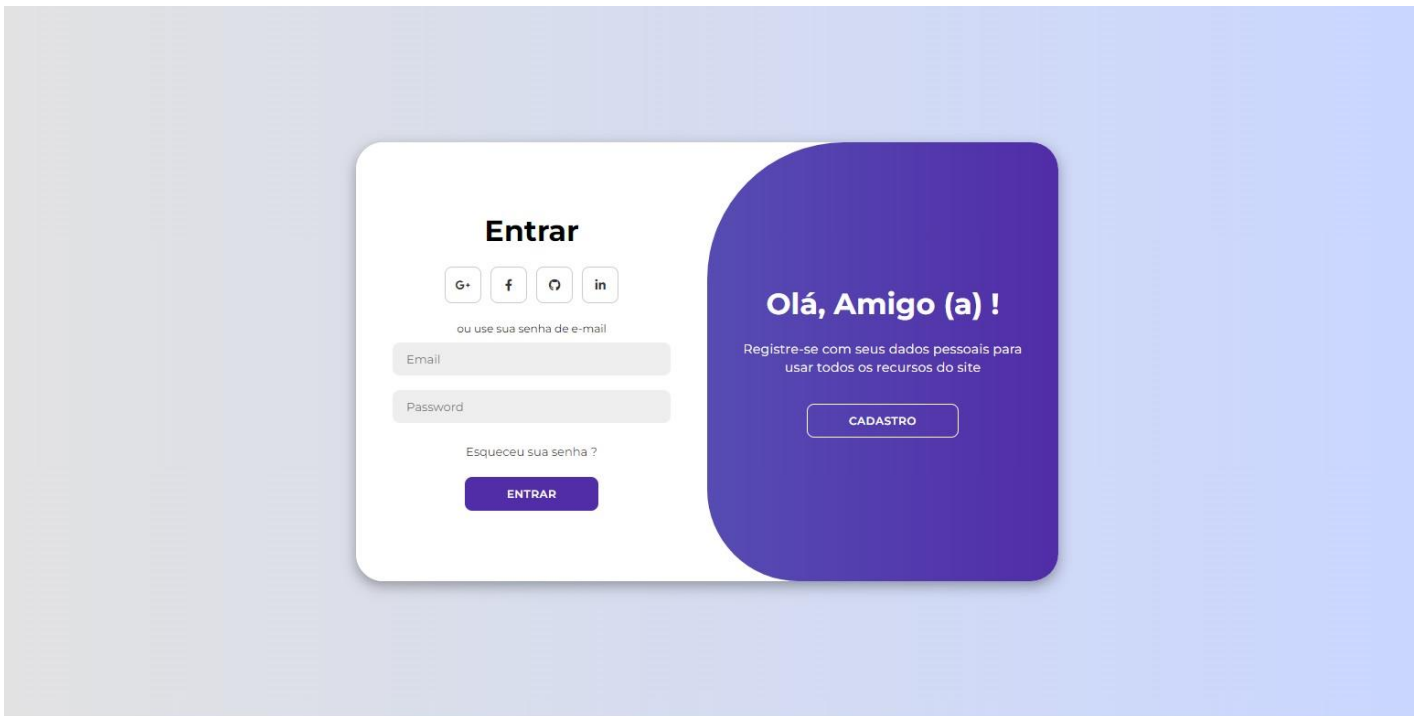 Entrar
G+ f in
ou use sua senha de e-mail
Email
Password
Esqueceu sua senha ?
ENTRAR
Olá, Amigo (a) !
Registre-se com seus dados pessoais para
usar todos os recursos do site
CADASTRO